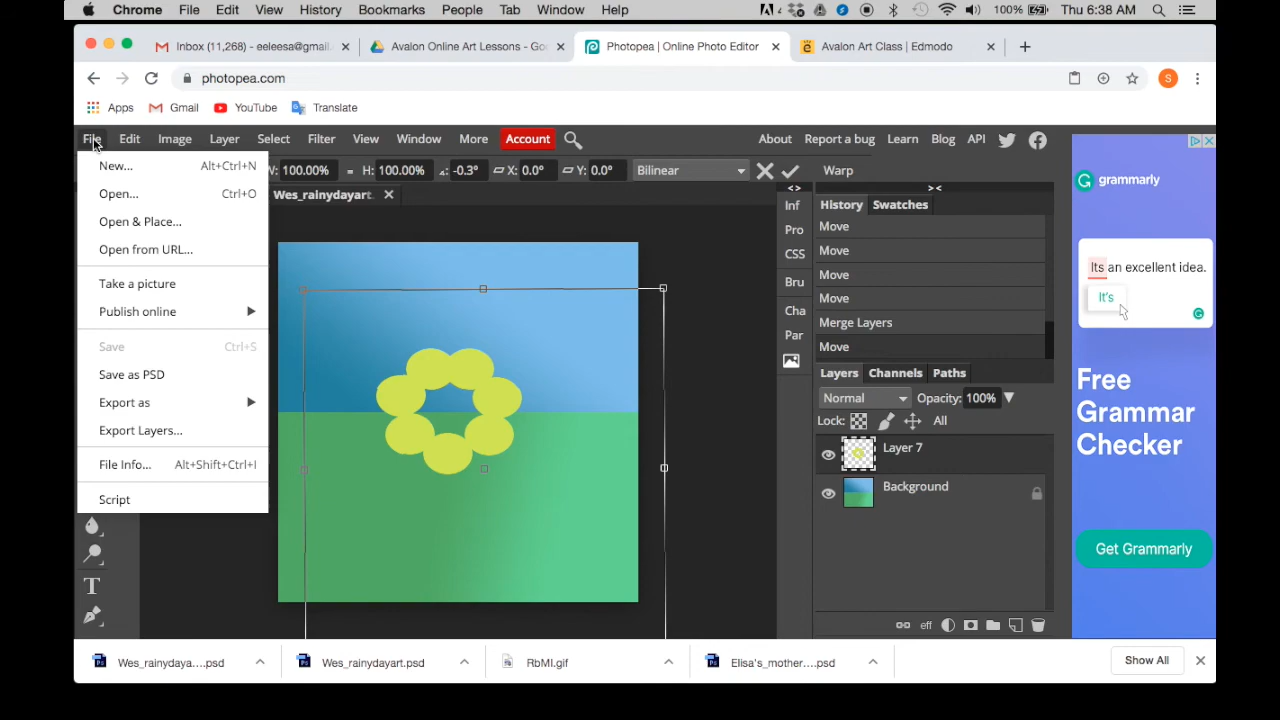 Chrome File Edit View History Bookmarks People Tab Window Help 100% Thu 6:38 AM
Inbox (11,268) - eeleesa@gmail. Avalon Online Art Lessons - Goo Photopea | Online Photo Editor Avalon Art Class | Edmodo
photopea.com S
Apps Gmail YouTube Translate
File Edit Image Layer Select Filter View Window More Account About Report a bug Learn Blog API
W: 100.00% = H: 100.00% -0.3° X: 0.0° Y: 0.0° Bilinear Warp
New... Alt+Ctrl+N
Open... Ctrl+O
Open & Place...
Open from URL...
Take a picture
Publish online
Save Ctrl+S
Save as PSD
Export as
Export Layers...
File Info... Alt+Shift+Ctrl+I
Script
T
Wes_rainydayart.
< > > <
Inf
Pro
CSS
Bru
Cha
Par
History Swatches
Move
Move
Move
Move
Merge Layers
Move
Layers Channels Paths
Normal Opacity: 100%
Lock: All
Layer 7
Background
eff
grammarly
Its an excellent idea.
It's
Free
Grammar
Checker
Get Grammarly
Wes_rainydaya....psd Wes_rainydayart.psd RbMI.gif Elisa's_mother....psd Show All